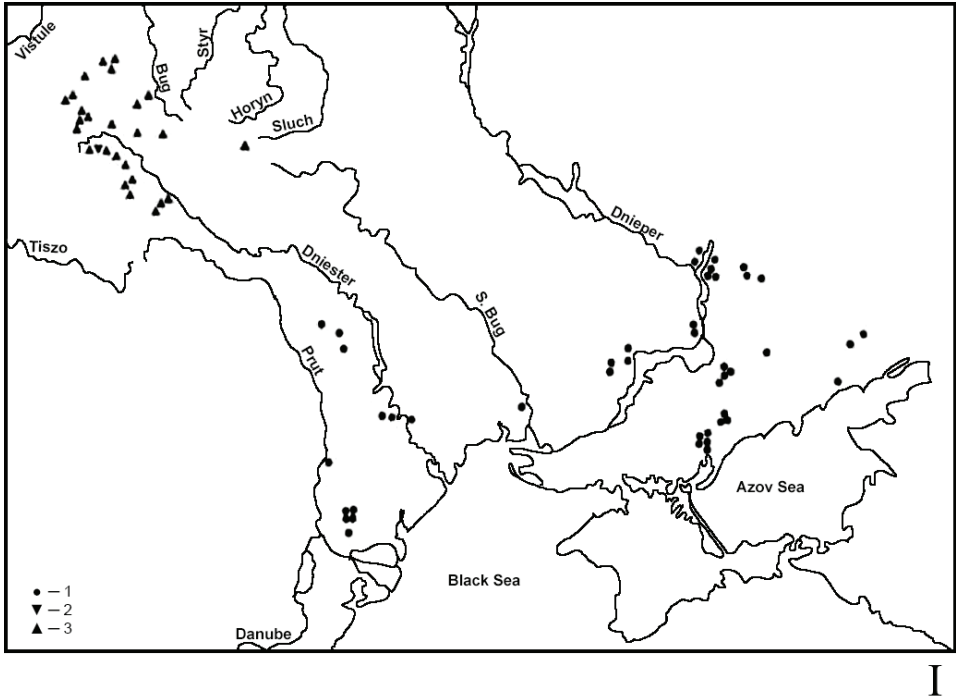 Vistule
Bug
Styr
Horyn
Sluch
Dnieper
Tiszo
Dniester
S. Bug
Prut
Azov Sea
Black Sea
Danube
– 1
– 2
– 3
I